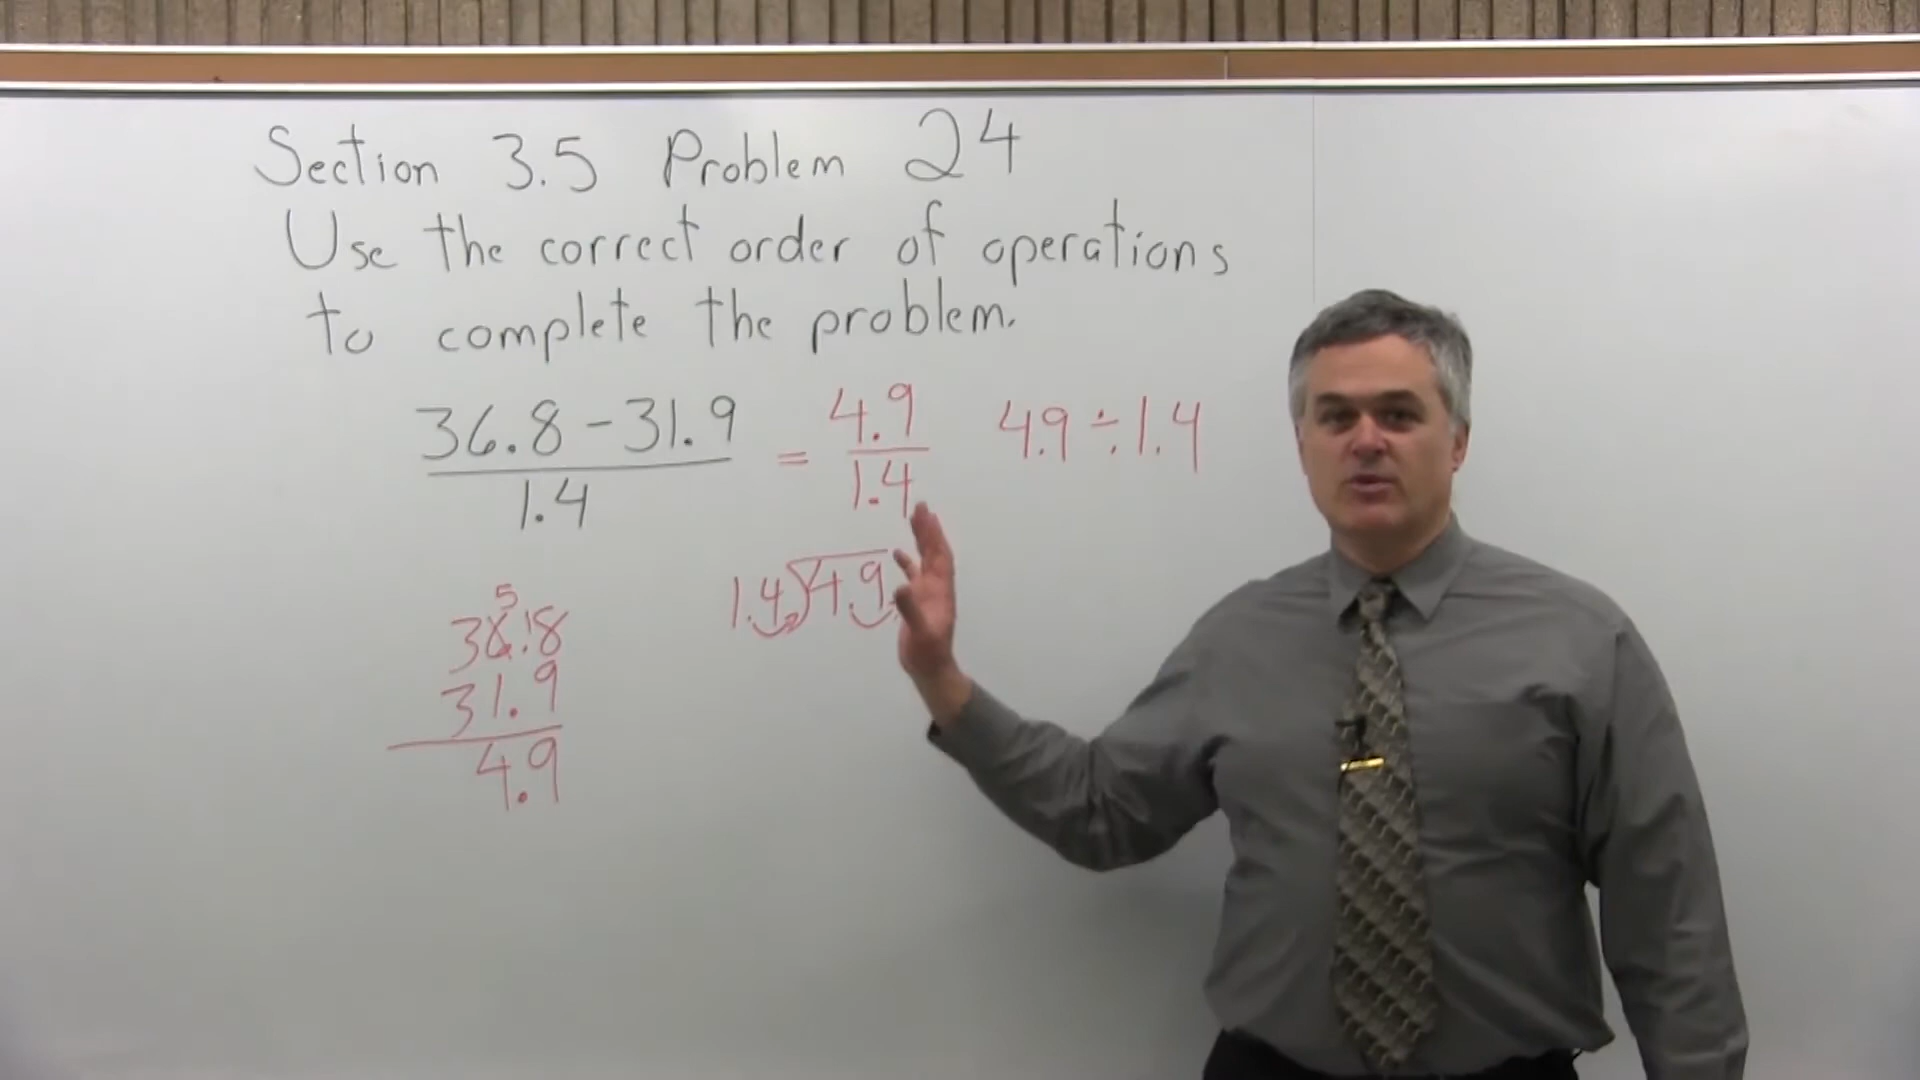 Section 3.5 Problem 24
Use the correct order of operations
to complete the problem.
36.8 - 31.9 = 4.9 4.9 ÷ 1.4
1.4 1.4
5
36.18
31.9
4.9
1.4)4.9